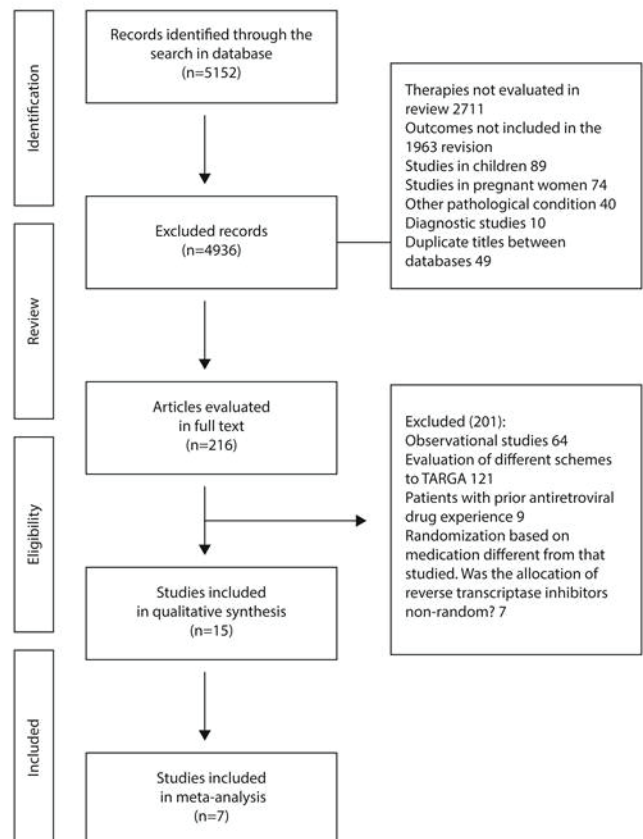 Identification
Records identified through the
search in database
(n=5152)
Therapies not evaluated in
review 2711
Outcomes not included in the
1963 revision
Studies in children 89
Studies in pregnant women 74
Other pathological condition 40
Diagnostic studies 10
Duplicate titles between
databases 49
Excluded records
(n=4936)
Review
Articles evaluated
in full text
(n=216)
Excluded (201):
Observational studies 64
Evaluation of different schemes
to TARGA 121
Patients with prior antiretroviral
drug experience 9
Randomization based on
medication different from that
studied. Was the allocation of
reverse transcriptase inhibitors
non-random? 7
Eligibility
Studies included
in qualitative synthesis
(n=15)
Included
Studies included
in meta-analysis
(n=7)